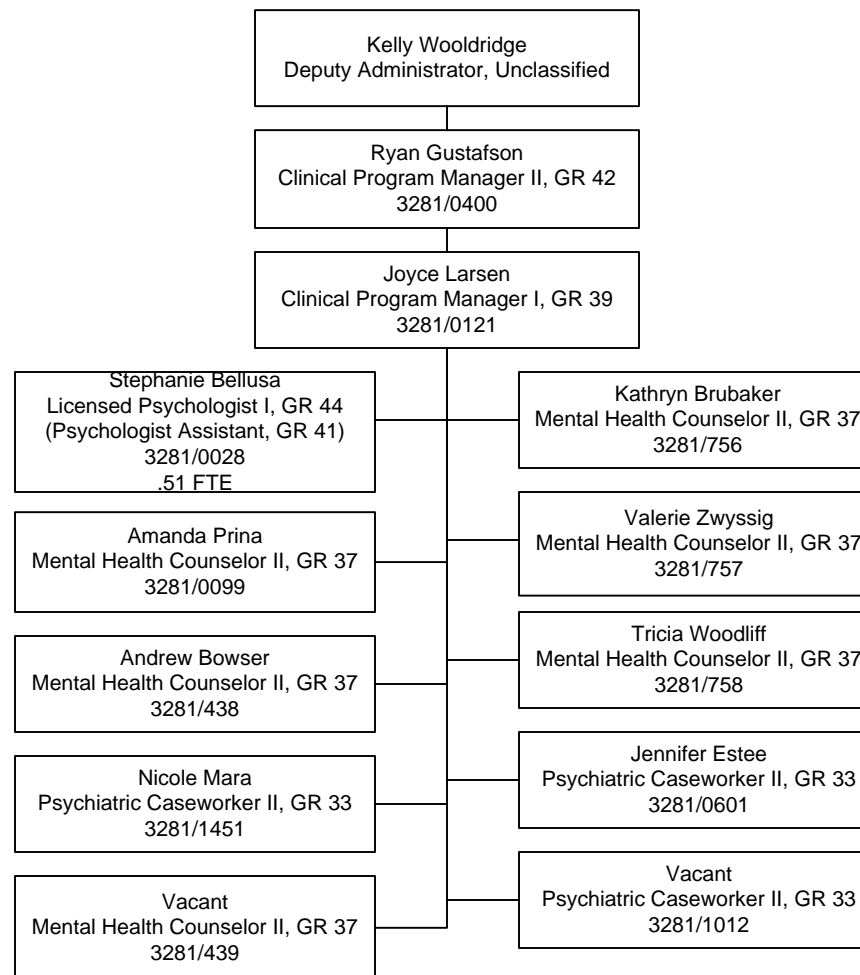 Kelly Wooldridge
Deputy Administrator, Unclassified
Ryan Gustafson
Clinical Program Manager II, GR 42
3281/0400
Joyce Larsen
Clinical Program Manager I, GR 39
3281/0121
Stephanie Bellusa
Licensed Psychologist I, GR 44
(Psychologist Assistant, GR 41)
3281/0028
.51 FTE
Kathryn Brubaker
Mental Health Counselor II, GR 37
3281/756
Amanda Prina
Mental Health Counselor II, GR 37
3281/0099
Valerie Zwyssig
Mental Health Counselor II, GR 37
3281/757
Andrew Bowser
Mental Health Counselor II, GR 37
3281/438
Tricia Woodliff
Mental Health Counselor II, GR 37
3281/758
Nicole Mara
Psychiatric Caseworker II, GR 33
3281/1451
Jennifer Estee
Psychiatric Caseworker II, GR 33
3281/0601
Vacant
Mental Health Counselor II, GR 37
3281/439
Vacant
Psychiatric Caseworker II, GR 33
3281/1012